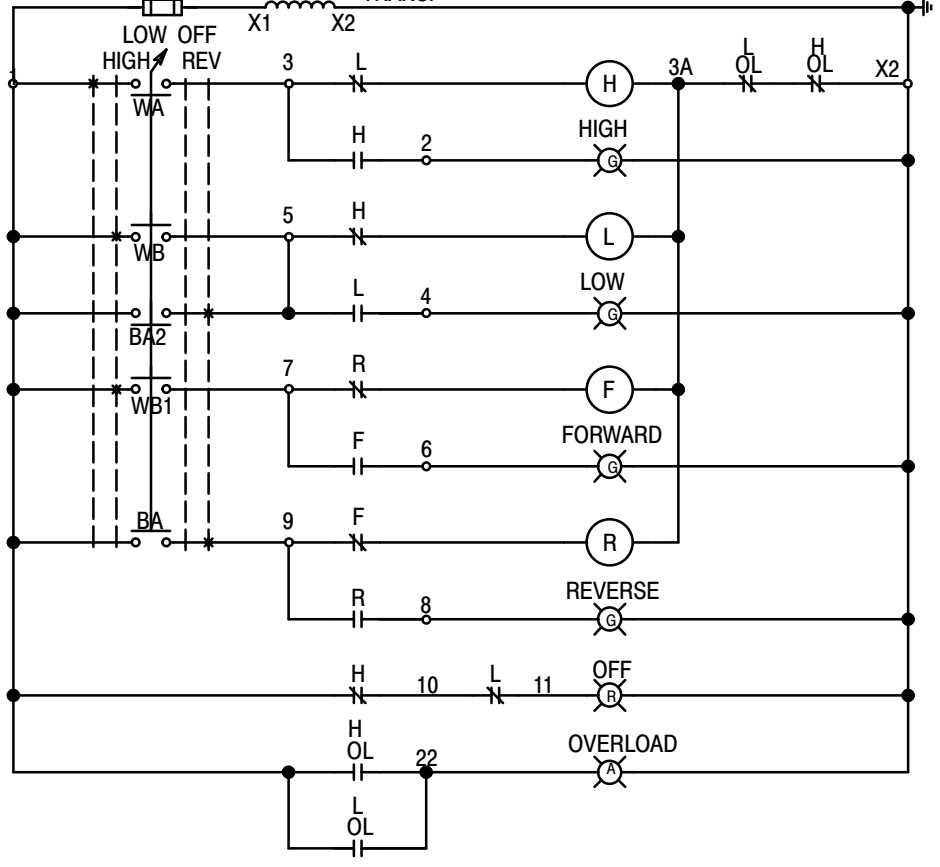 X1 X2
LOW OFF
HIGH REV
1 3 L H 3A L OL H OL X2
WA
H 2 HIGH G
5 H L
WB
L 4 LOW G
BA2
7 R F
WB1
F 6 FORWARD G
BA 9 F R
R 8 REVERSE G
H 10 L 11 OFF R
H OL 22 OVERLOAD A
L OL